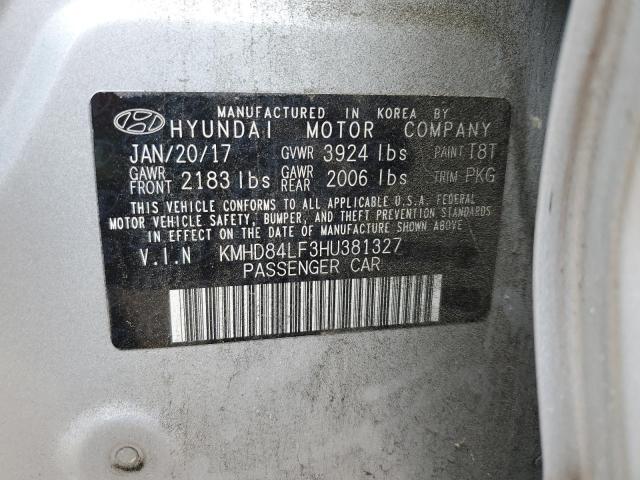 MANUFACTURED IN KOREA BY
HYUNDAI MOTOR COMPANY
JAN/20/17 GVWR 3924 lbs PAINT T8T
GAWR FRONT 2183 lbs GAWR REAR 2006 lbs TRIM PKG
THIS VEHICLE CONFORMS TO ALL APPLICABLE U.S.A. FEDERAL
MOTOR VEHICLE SAFETY, BUMPER, AND THEFT PREVENTION STANDARDS
IN EFFECT ON THE DATE OF MANUFACTURE SHOWN ABOVE.
V.I.N KMHD84LF3HU381327
PASSENGER CAR